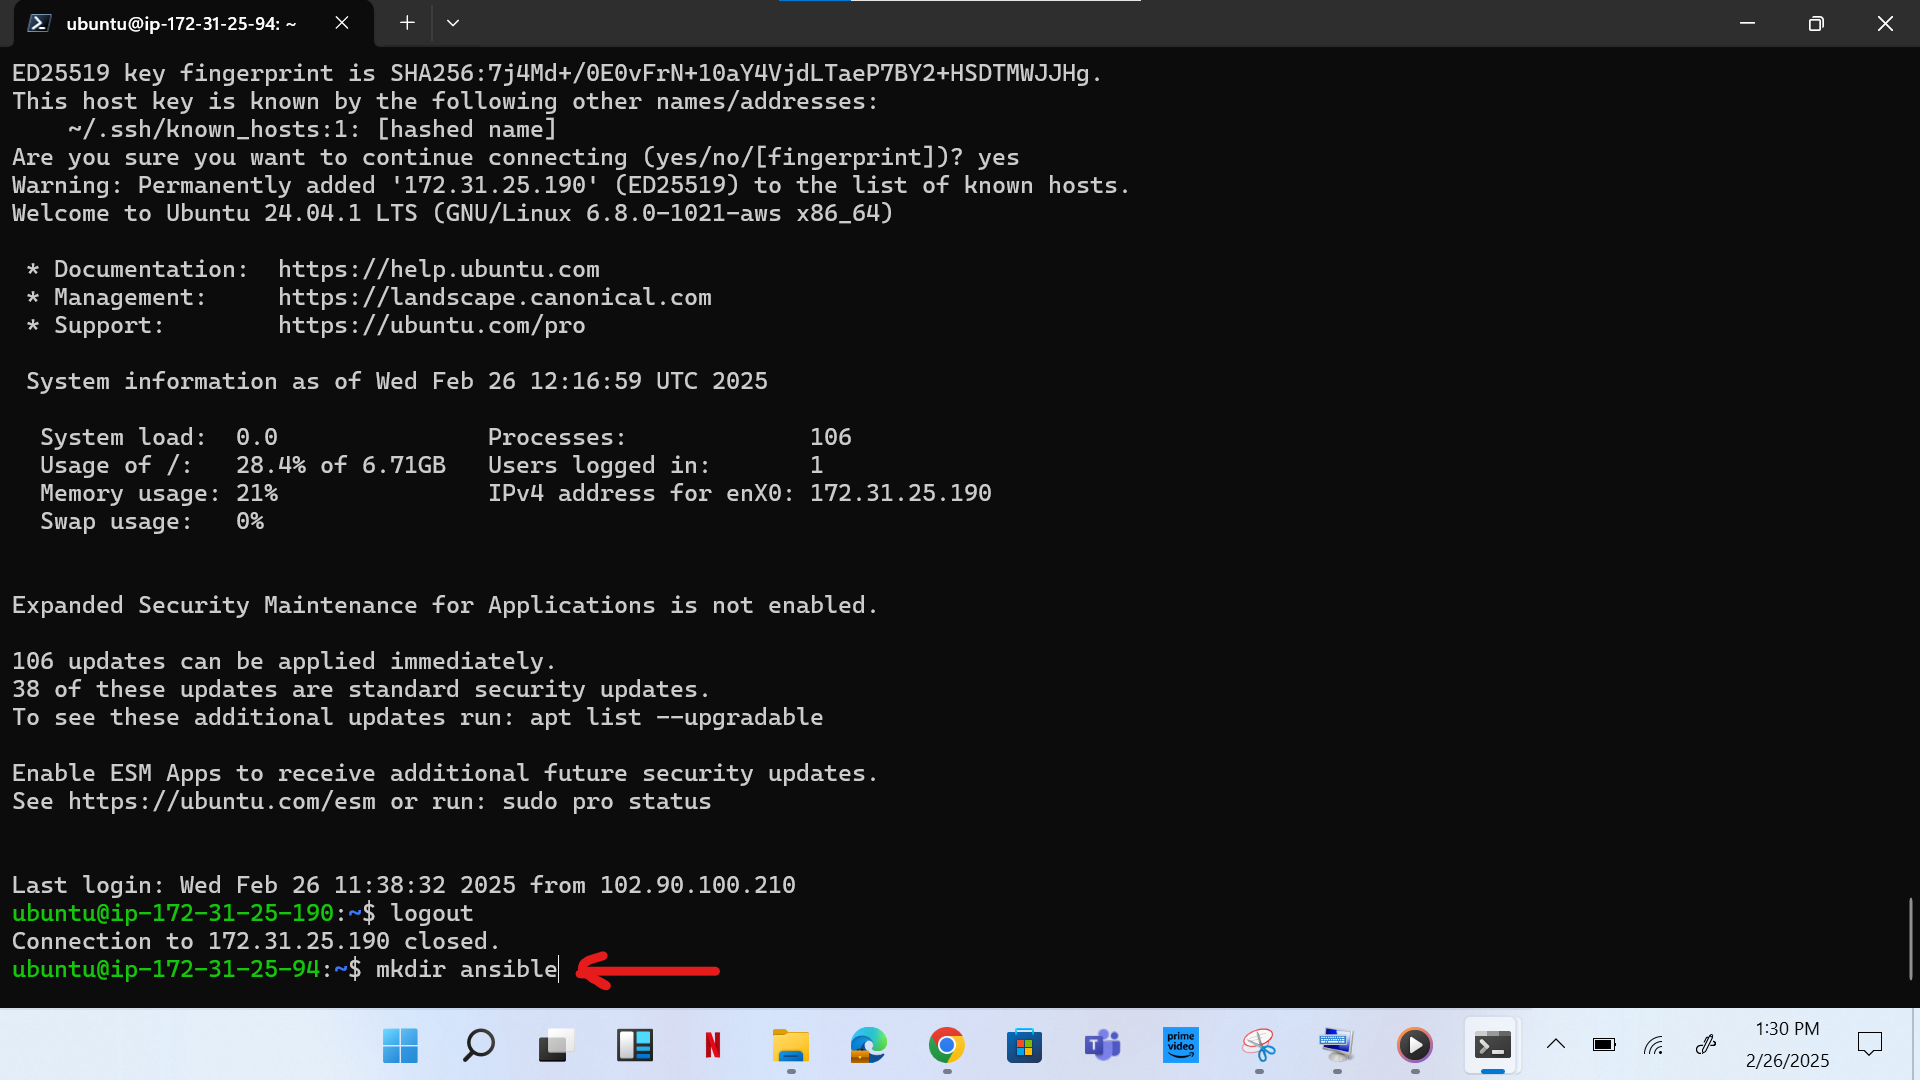 ubuntu@ip-172-31-25-94: ~
ED25519 key fingerprint is SHA256:7j4Md+/0E0vFrN+10aY4VjdLTaeP7BY2+HSDTMWJJHg.
This host key is known by the following other names/addresses:
    ~/.ssh/known_hosts:1: [hashed name]
Are you sure you want to continue connecting (yes/no/[fingerprint])? yes
Warning: Permanently added '172.31.25.190' (ED25519) to the list of known hosts.
Welcome to Ubuntu 24.04.1 LTS (GNU/Linux 6.8.0-1021-aws x86_64)
 * Documentation:  https://help.ubuntu.com
 * Management:     https://landscape.canonical.com
 * Support:        https://ubuntu.com/pro
 System information as of Wed Feb 26 12:16:59 UTC 2025
  System load:  0.0               Processes:             106
  Usage of /:   28.4% of 6.71GB   Users logged in:       1
  Memory usage: 21%               IPv4 address for enX0: 172.31.25.190
  Swap usage:   0%
Expanded Security Maintenance for Applications is not enabled.
106 updates can be applied immediately.
38 of these updates are standard security updates.
To see these additional updates run: apt list --upgradable
Enable ESM Apps to receive additional future security updates.
See https://ubuntu.com/esm or run: sudo pro status
Last login: Wed Feb 26 11:38:32 2025 from 102.90.100.210
ubuntu@ip-172-31-25-190:~$ logout
Connection to 172.31.25.190 closed.
ubuntu@ip-172-31-25-94:~$ mkdir ansible
N
T
prime video
1:30 PM
2/26/2025